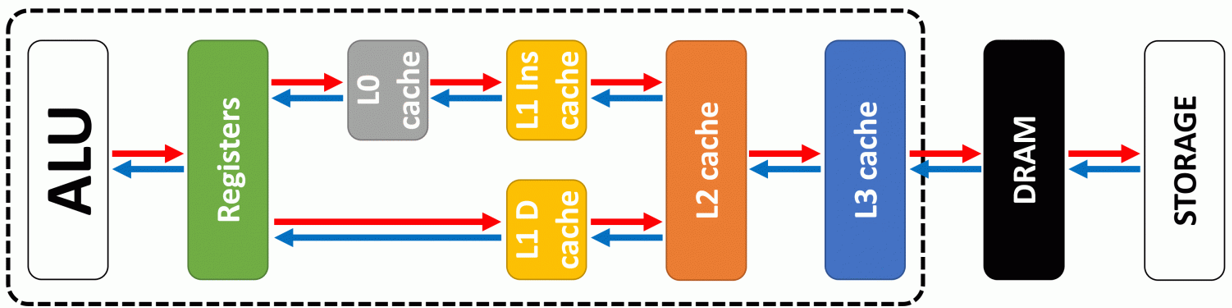 ALU
Registers
L0
cache
L1 Ins
cache
L1 D
cache
L2 cache
L3 cache
DRAM
STORAGE